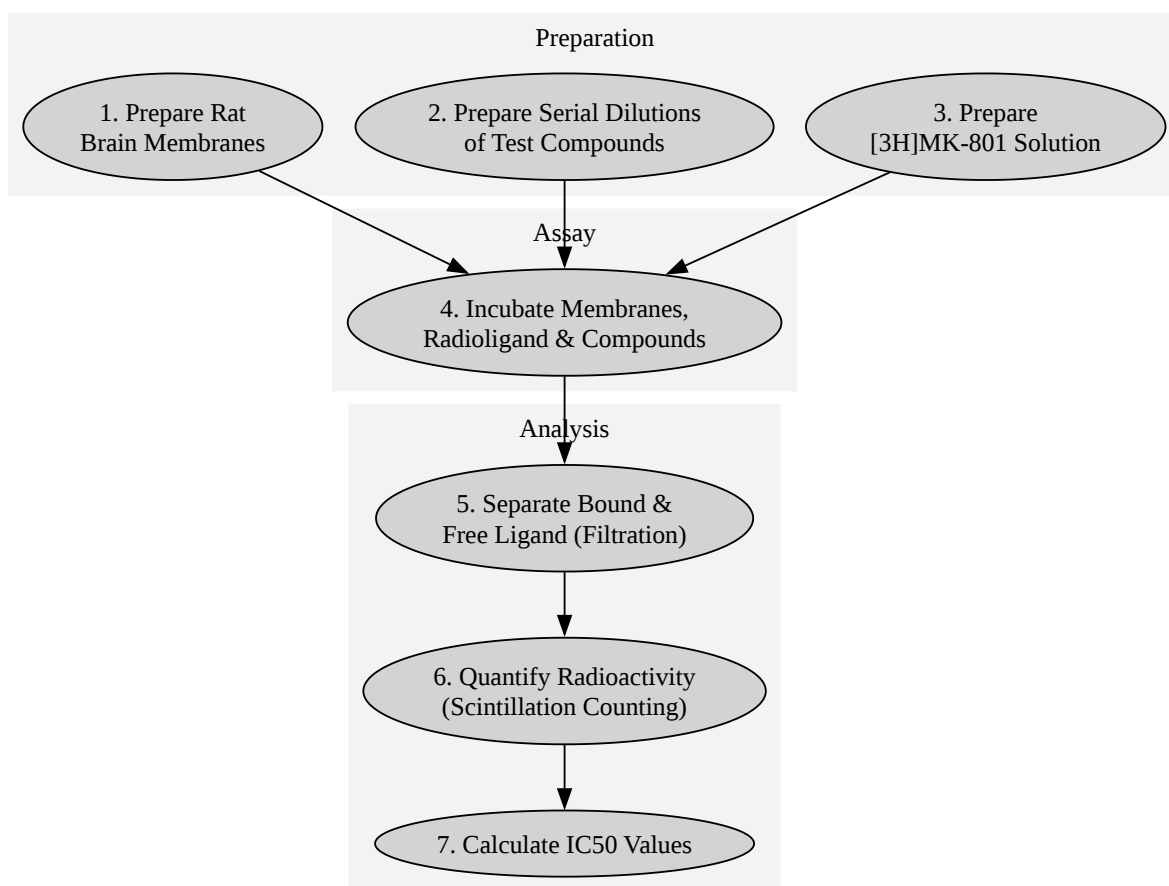 Preparation
1. Prepare Rat
Brain Membranes
2. Prepare Serial Dilutions
of Test Compounds
3. Prepare
[3H]MK-801 Solution
Assay
4. Incubate Membranes,
Radioligand & Compounds
Analysis
5. Separate Bound &
Free Ligand (Filtration)
6. Quantify Radioactivity
(Scintillation Counting)
7. Calculate IC50 Values